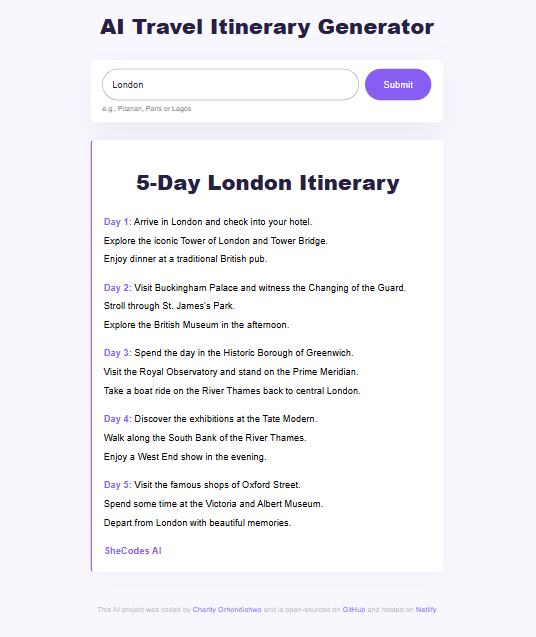 AI Travel Itinerary Generator
London
Submit
e.g., Poznan, Paris or Lagos
5-Day London Itinerary
Day 1: Arrive in London and check into your hotel.
Explore the iconic Tower of London and Tower Bridge.
Enjoy dinner at a traditional British pub.
Day 2: Visit Buckingham Palace and witness the Changing of the Guard.
Stroll through St. James's Park.
Explore the British Museum in the afternoon.
Day 3: Spend the day in the Historic Borough of Greenwich.
Visit the Royal Observatory and stand on the Prime Meridian.
Take a boat ride on the River Thames back to central London.
Day 4: Discover the exhibitions at the Tate Modern.
Walk along the South Bank of the River Thames.
Enjoy a West End show in the evening.
Day 5: Visit the famous shops of Oxford Street.
Spend some time at the Victoria and Albert Museum.
Depart from London with beautiful memories.
SheCodes AI
This AI project was coded by Charity Orhoridiohwo and is open-sourced on GitHub and hosted on Netlify